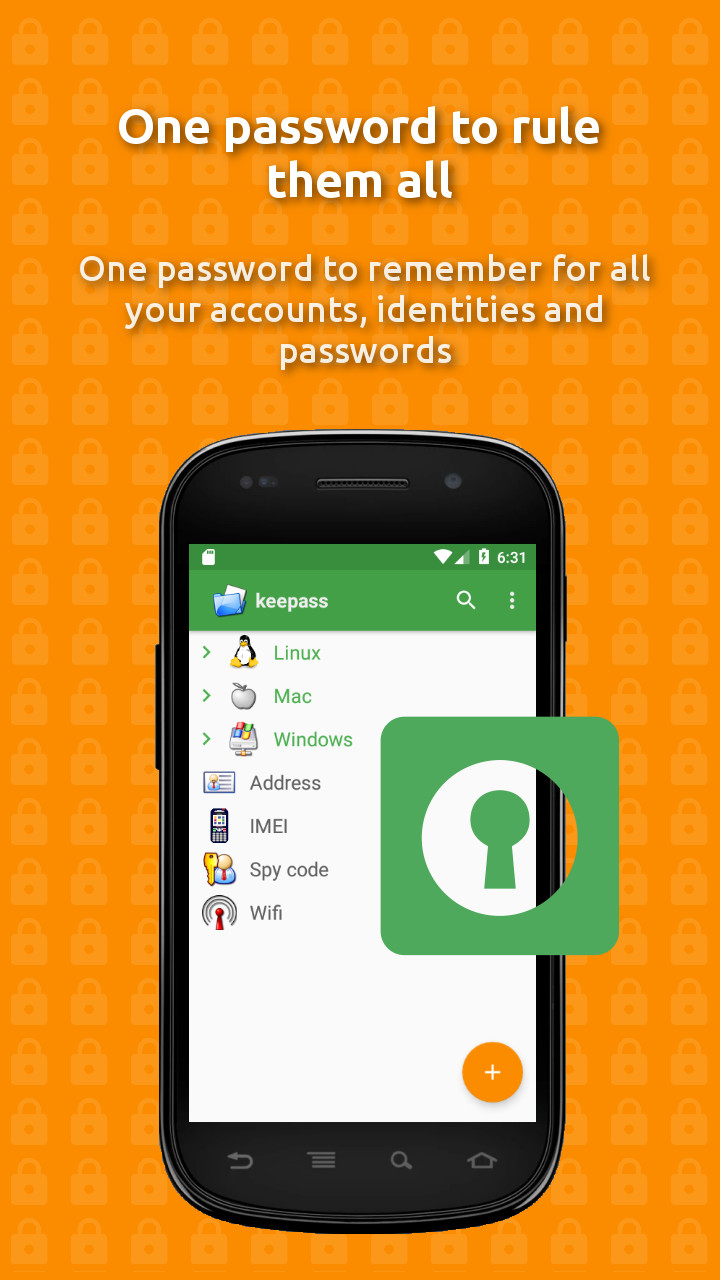 One password to rule
them all
One password to remember for all
your accounts, identities and
passwords
6:31
keepass
Linux
Mac
Windows
Address
IMEI
Spy code
Wifi